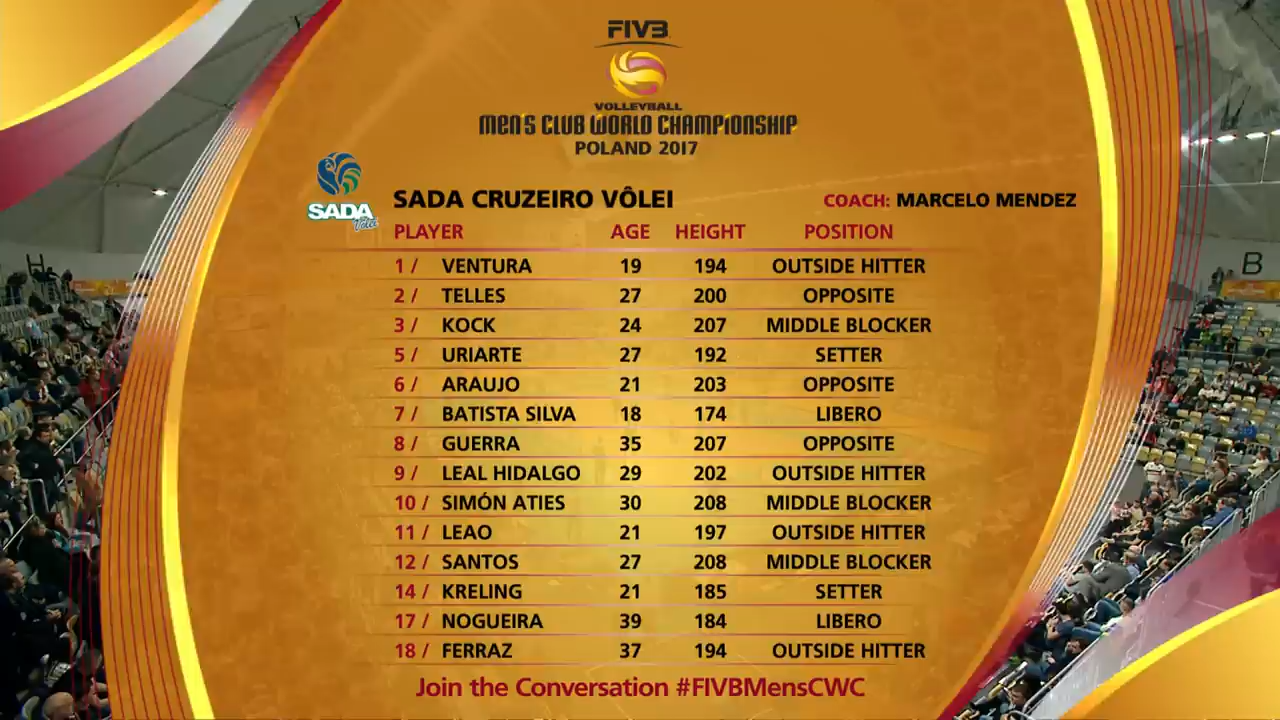 FIVB
VOLLEYBALL
MEN'S CLUB WORLD CHAMPIONSHIP
POLAND 2017
SADA
Vôlei
SADA CRUZEIRO VÔLEI COACH: MARCELO MENDEZ
PLAYER AGE HEIGHT POSITION
1 / VENTURA 19 194 OUTSIDE HITTER
2 / TELLES 27 200 OPPOSITE
3 / KOCK 24 207 MIDDLE BLOCKER
5 / URIARTE 27 192 SETTER
6 / ARAUJO 21 203 OPPOSITE
7 / BATISTA SILVA 18 174 LIBERO
8 / GUERRA 35 207 OPPOSITE
9 / LEAL HIDALGO 29 202 OUTSIDE HITTER
10 / SIMÓN ATIES 30 208 MIDDLE BLOCKER
11 / LEAO 21 197 OUTSIDE HITTER
12 / SANTOS 27 208 MIDDLE BLOCKER
14 / KRELING 21 185 SETTER
17 / NOGUEIRA 39 184 LIBERO
18 / FERRAZ 37 194 OUTSIDE HITTER
Join the Conversation #FIVBMensCWC
B